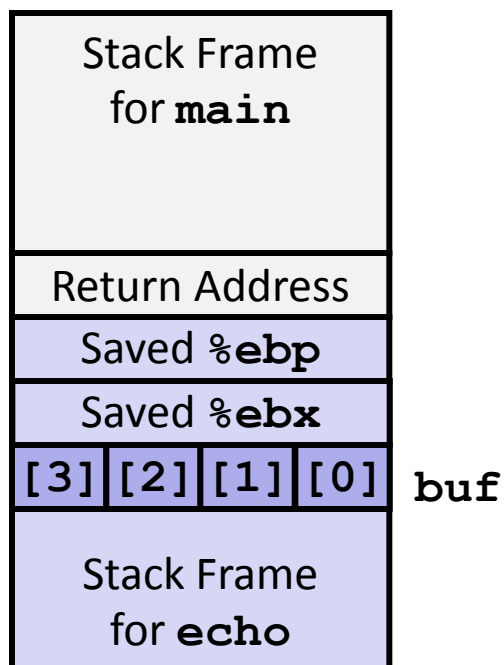 Stack Frame
for main
Return Address
Saved %ebp
Saved %ebx
[3] [2] [1] [0] buf
Stack Frame
for echo